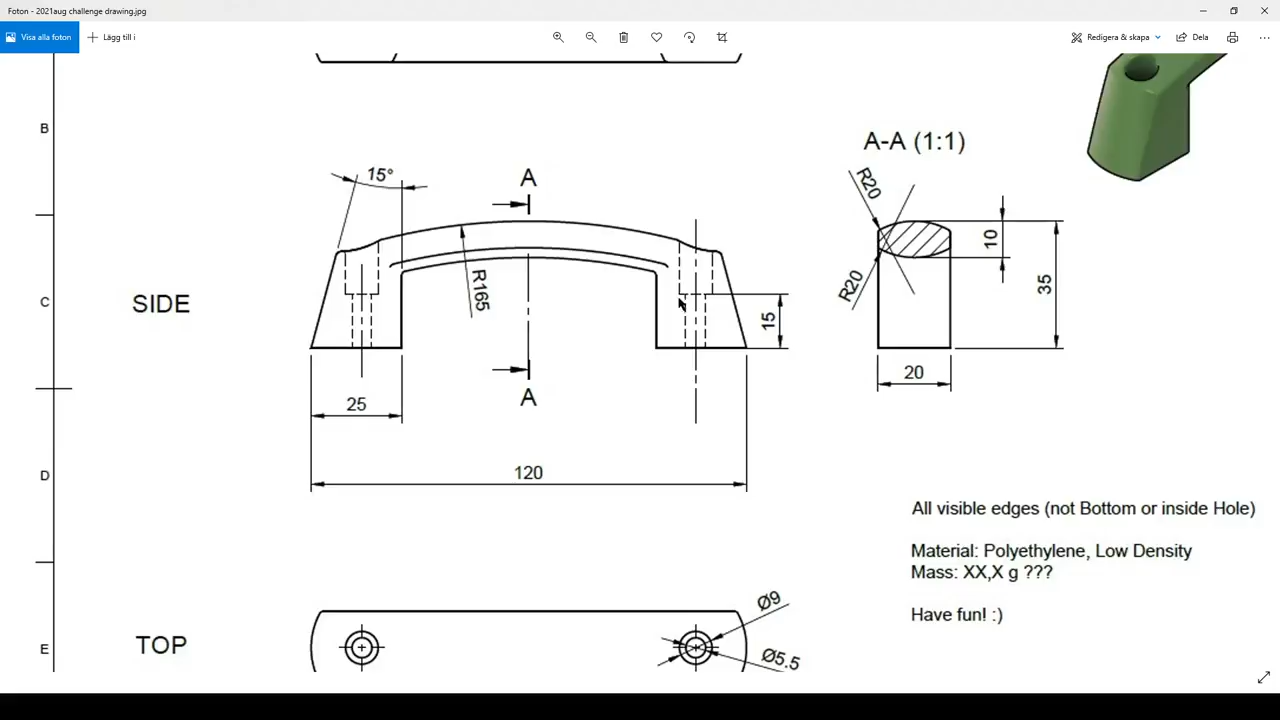 Foton - 2021aug challenge drawing.jpg
Visa alla foton
Lägg till i
Redigera & skapa
Dela
B
A-A (1:1)
15°
A
R20
10
R165
C
SIDE
15
R20
35
20
A
25
D
120
All visible edges (not Bottom or inside Hole)
Material: Polyethylene, Low Density
Mass: XX,X g ???
Ø9
Have fun! :)
E
TOP
Ø5.5